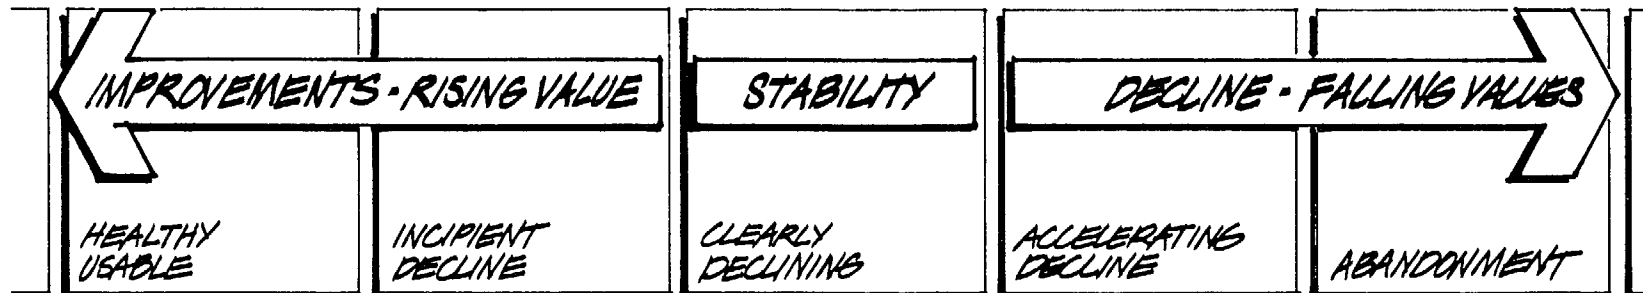 IMPROVEMENTS - RISING VALUE
STABILITY
DECLINE - FALLING VALUES
HEALTHY
USABLE
INCIPIENT
DECLINE
CLEARLY
DECLINING
ACCELERATING
DECLINE
ABANDONMENT